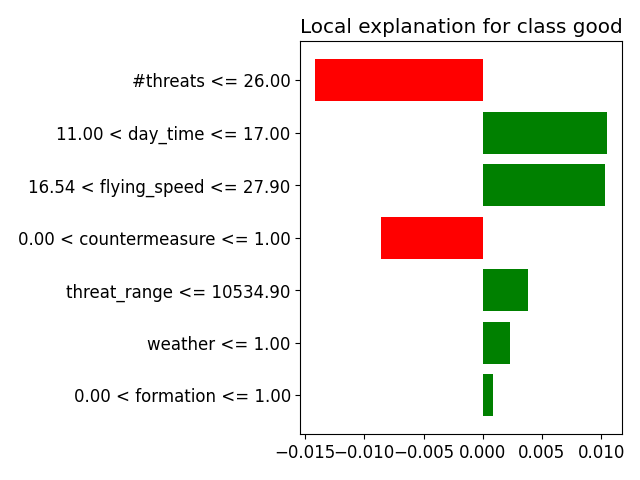 Local explanation for class good
#threats <= 26.00
11.00 < day_time <= 17.00
16.54 < flying_speed <= 27.90
0.00 < countermeasure <= 1.00
threat_range <= 10534.90
weather <= 1.00
0.00 < formation <= 1.00
−0.015 −0.010 −0.005 0.000 0.005 0.010